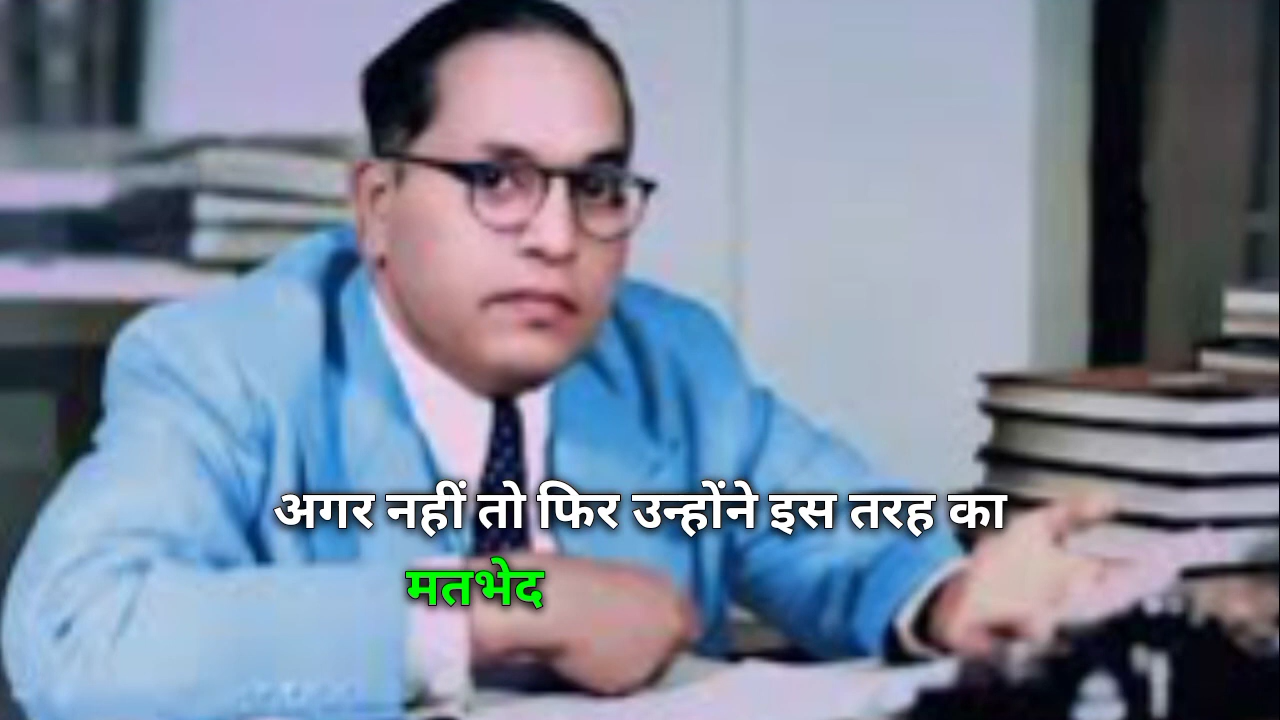 अगर नहीं तो फिर उन्होंने इस तरह का
मतभेद